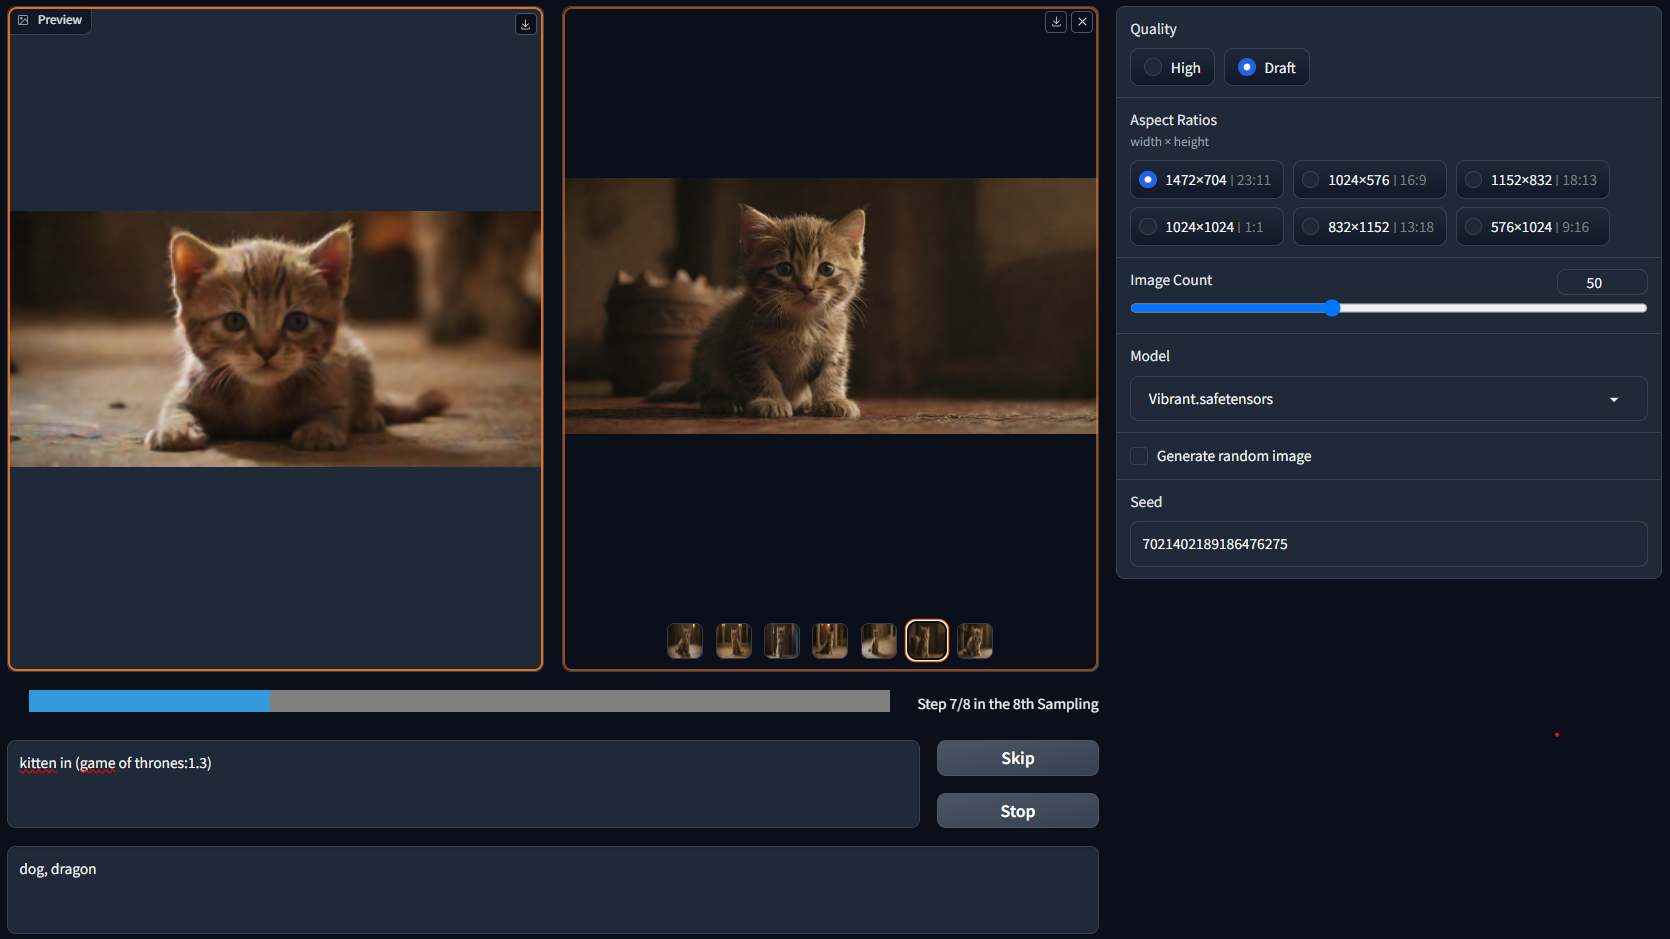 Preview
Quality
High
Draft
Aspect Ratios
width × height
1472×704 | 23:11
1024×576 | 16:9
1152×832 | 18:13
1024×1024 | 1:1
832×1152 | 13:18
576×1024 | 9:16
Image Count
50
Model
Vibrant.safetensors
Generate random image
Seed
7021402189186476275
Step 7/8 in the 8th Sampling
kitten in (game of thrones:1.3)
Skip
Stop
dog, dragon